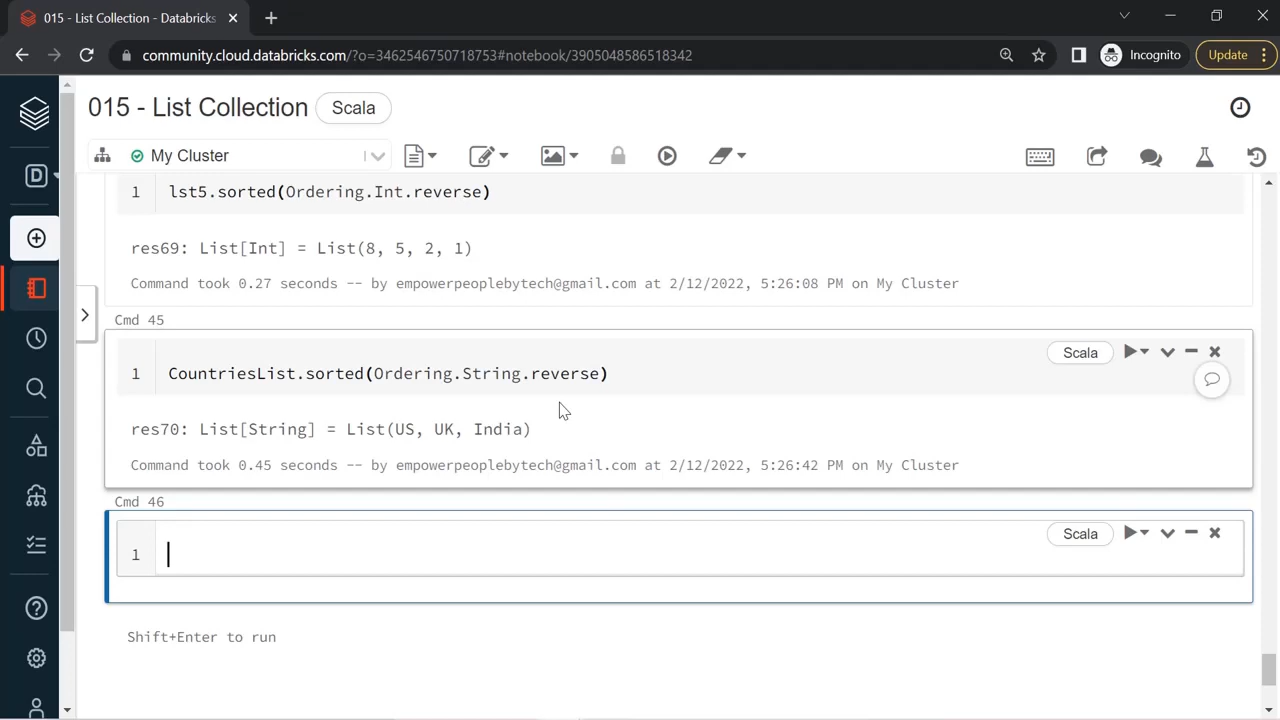 015 - List Collection - Databricks
community.cloud.databricks.com/?o=3462546750718753#notebook/3905048586518342
Incognito
Update
015 - List Collection
Scala
D
My Cluster
1 lst5.sorted(Ordering.Int.reverse)
res69: List[Int] = List(8, 5, 2, 1)
Command took 0.27 seconds -- by empowerpeoplebytech@gmail.com at 2/12/2022, 5:26:08 PM on My Cluster
Cmd 45
Scala
1 CountriesList.sorted(Ordering.String.reverse)
res70: List[String] = List(US, UK, India)
Command took 0.45 seconds -- by empowerpeoplebytech@gmail.com at 2/12/2022, 5:26:42 PM on My Cluster
Cmd 46
Scala
1
Shift+Enter to run